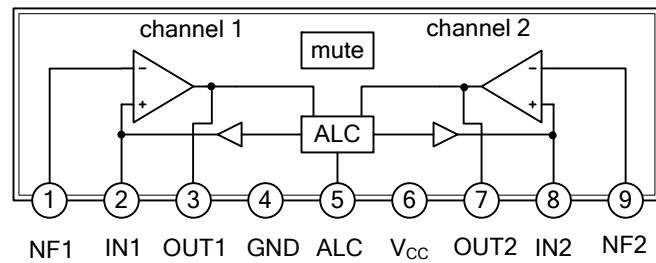 channel 1 channel 2
mute
− −
+ +
ALC
1 2 3 4 5 6 7 8 9
NF1 IN1 OUT1 GND ALC VCC OUT2 IN2 NF2